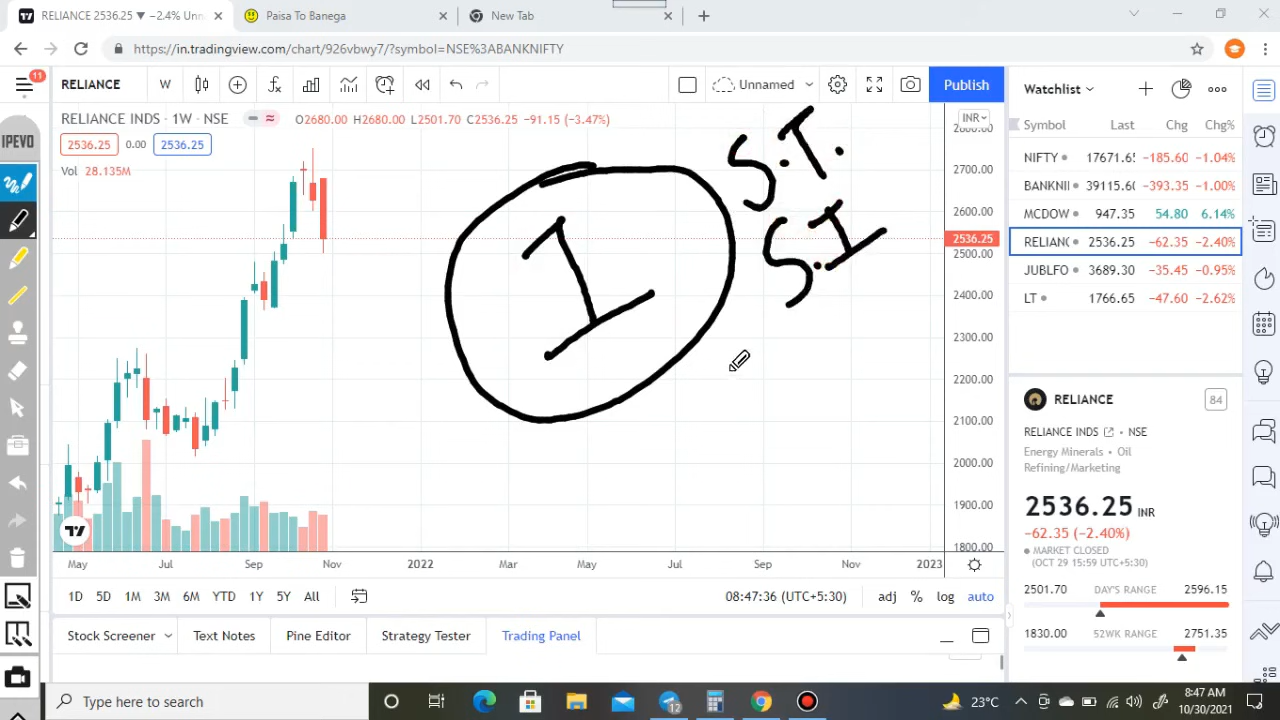 RELIANCE 2536.25 ▼ −2.4% Unn
Paisa To Banega
New Tab
https://in.tradingview.com/chart/926vbwy7/?symbol=NSE%3ABANKNIFTY
11
RELIANCE W
Unnamed
Publish
RELIANCE INDS · 1W · NSE O2680.00 H2680.00 L2501.70 C2536.25 −91.15 (−3.47%)
INR
2536.25 0.00 2536.25
Vol 28.135M
IPEVO
S.T.
S.I
I
2800.00
2700.00
2600.00
2536.25
2500.00
2400.00
2300.00
2200.00
2100.00
2000.00
1900.00
1800.00
May Jul Sep Nov 2022 Mar May Jul Sep Nov 2023
1D 5D 1M 3M 6M YTD 1Y 5Y All
08:47:36 (UTC+5:30) adj % log auto
Stock Screener Text Notes Pine Editor Strategy Tester Trading Panel
Watchlist
Symbol Last Chg Chg%
NIFTY 17671.65 −185.60 −1.04%
BANKNII 39115.60 −393.35 −1.00%
MCDOW 947.35 54.80 6.14%
RELIANC 2536.25 −62.35 −2.40%
JUBLFO 3689.30 −35.45 −0.95%
LT 1766.65 −47.60 −2.62%
RELIANCE 84
RELIANCE INDS · NSE
Energy Minerals · Oil
Refining/Marketing
2536.25 INR
−62.35 (−2.40%)
MARKET CLOSED
(OCT 29 15:59 UTC+5:30)
2501.70 DAY'S RANGE 2596.15
1830.00 52WK RANGE 2751.35
Type here to search
12
23°C
8:47 AM
10/30/2021